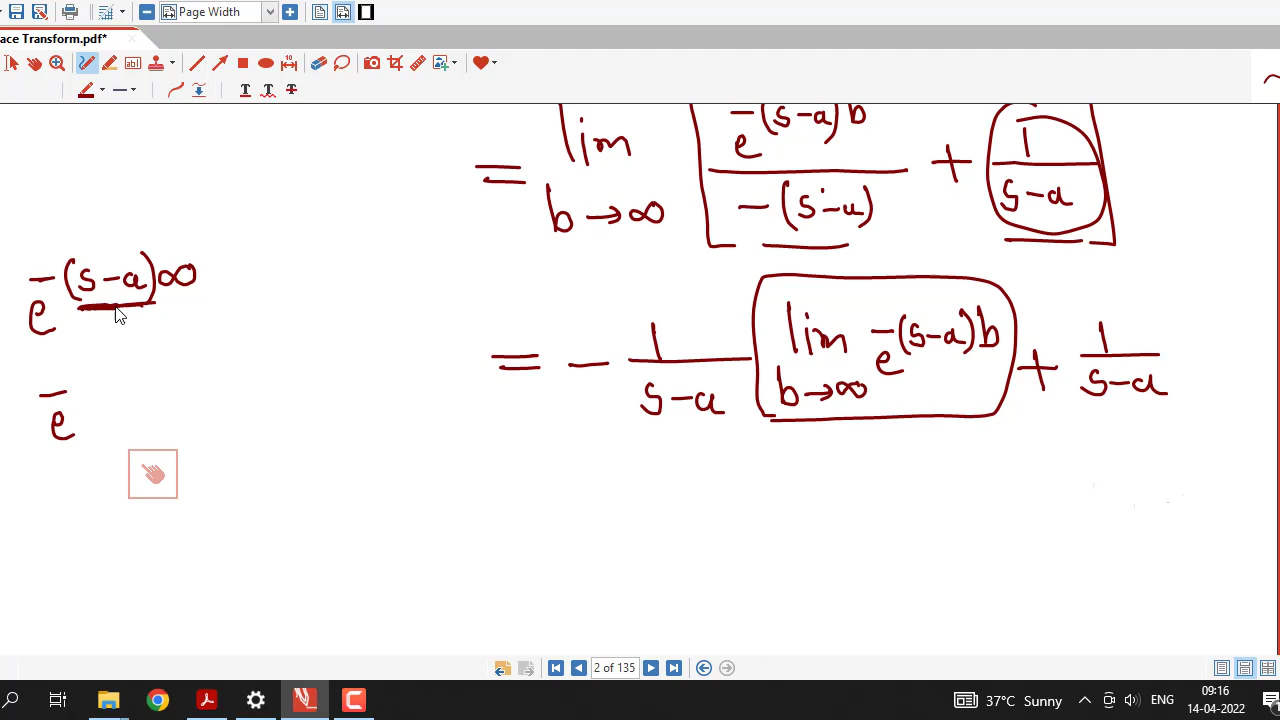 Page Width
ace Transform.pdf*
10
T T T
= lim b→∞ [ e^-(s-a)b / -(s-a) + 1 / s-a ]
e^-(s-a)∞
= - 1 / s-a lim b→∞ e^-(s-a)b + 1 / s-a
e^-
2 of 135
37°C Sunny
ENG
09:16
14-04-2022